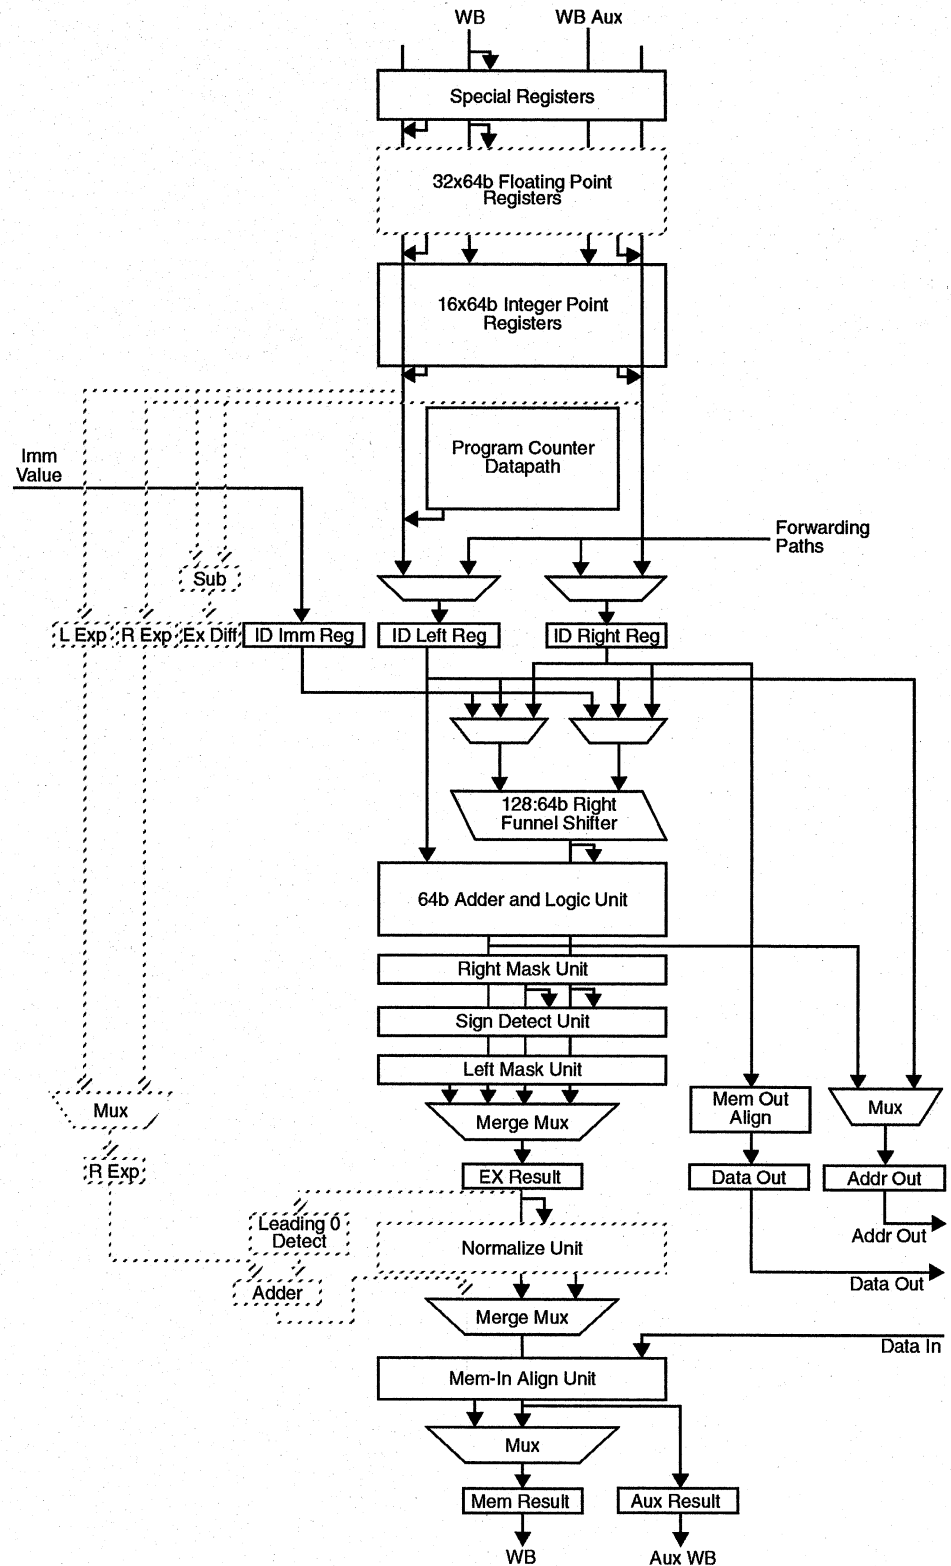 WB
WB Aux
Special Registers
32x64b Floating Point
Registers
16x64b Integer Point
Registers
Program Counter
Datapath
Imm
Value
Forwarding
Paths
Sub
L Exp
R Exp
Ex Diff
ID Imm Reg
ID Left Reg
ID Right Reg
128:64b Right
Funnel Shifter
64b Adder and Logic Unit
Right Mask Unit
Sign Detect Unit
Left Mask Unit
Mux
Merge Mux
Mem Out
Align
Mux
R Exp
EX Result
Data Out
Addr Out
Leading 0
Detect
Normalize Unit
Addr Out
Data Out
Adder
Merge Mux
Data In
Mem-In Align Unit
Mux
Mem Result
Aux Result
WB
Aux WB